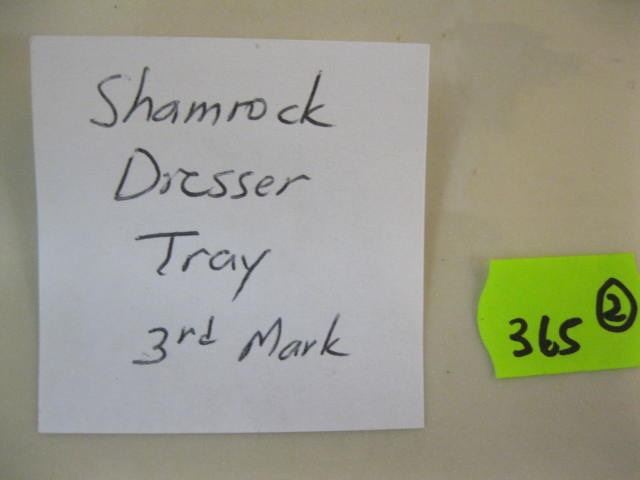 Shamrock
Dresser
Tray
3rd Mark
365 2